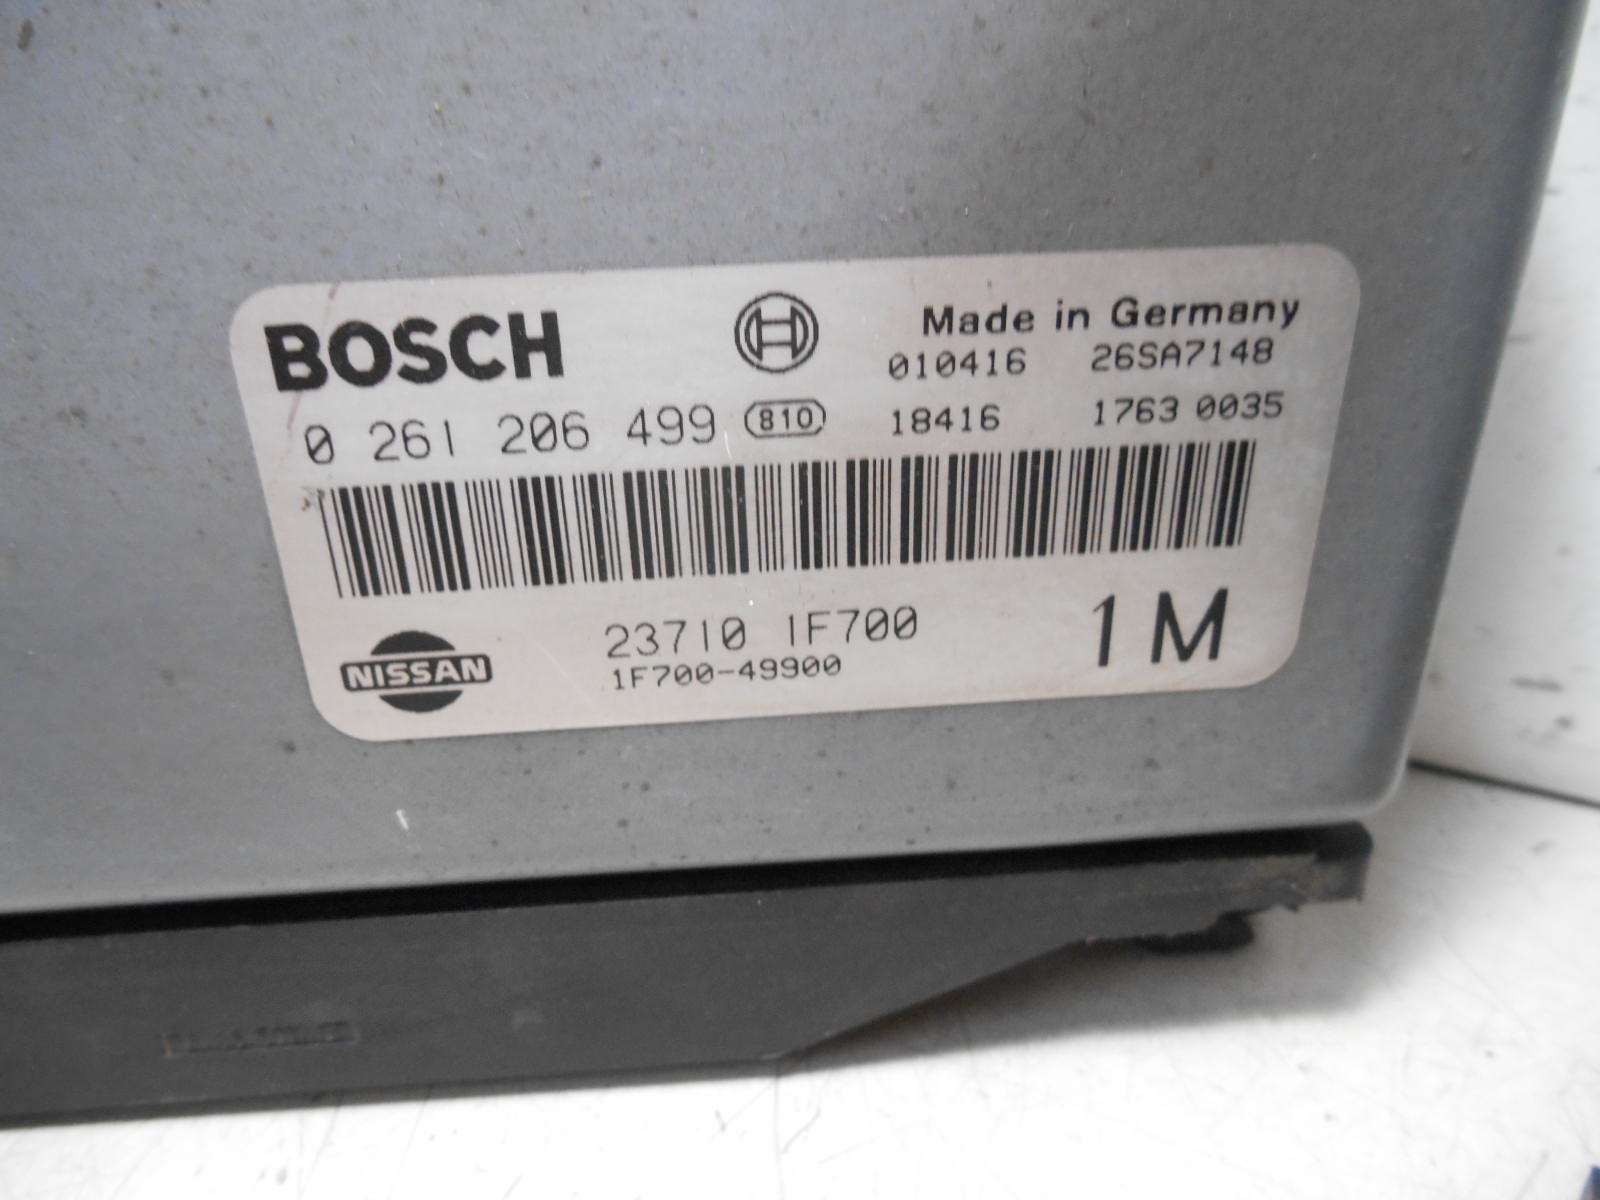 BOSCH
Made in Germany
010416 26SA7148
0 261 206 499 810 18416 1763 0035
23710 1F700
1F700-49900
1M
NISSAN